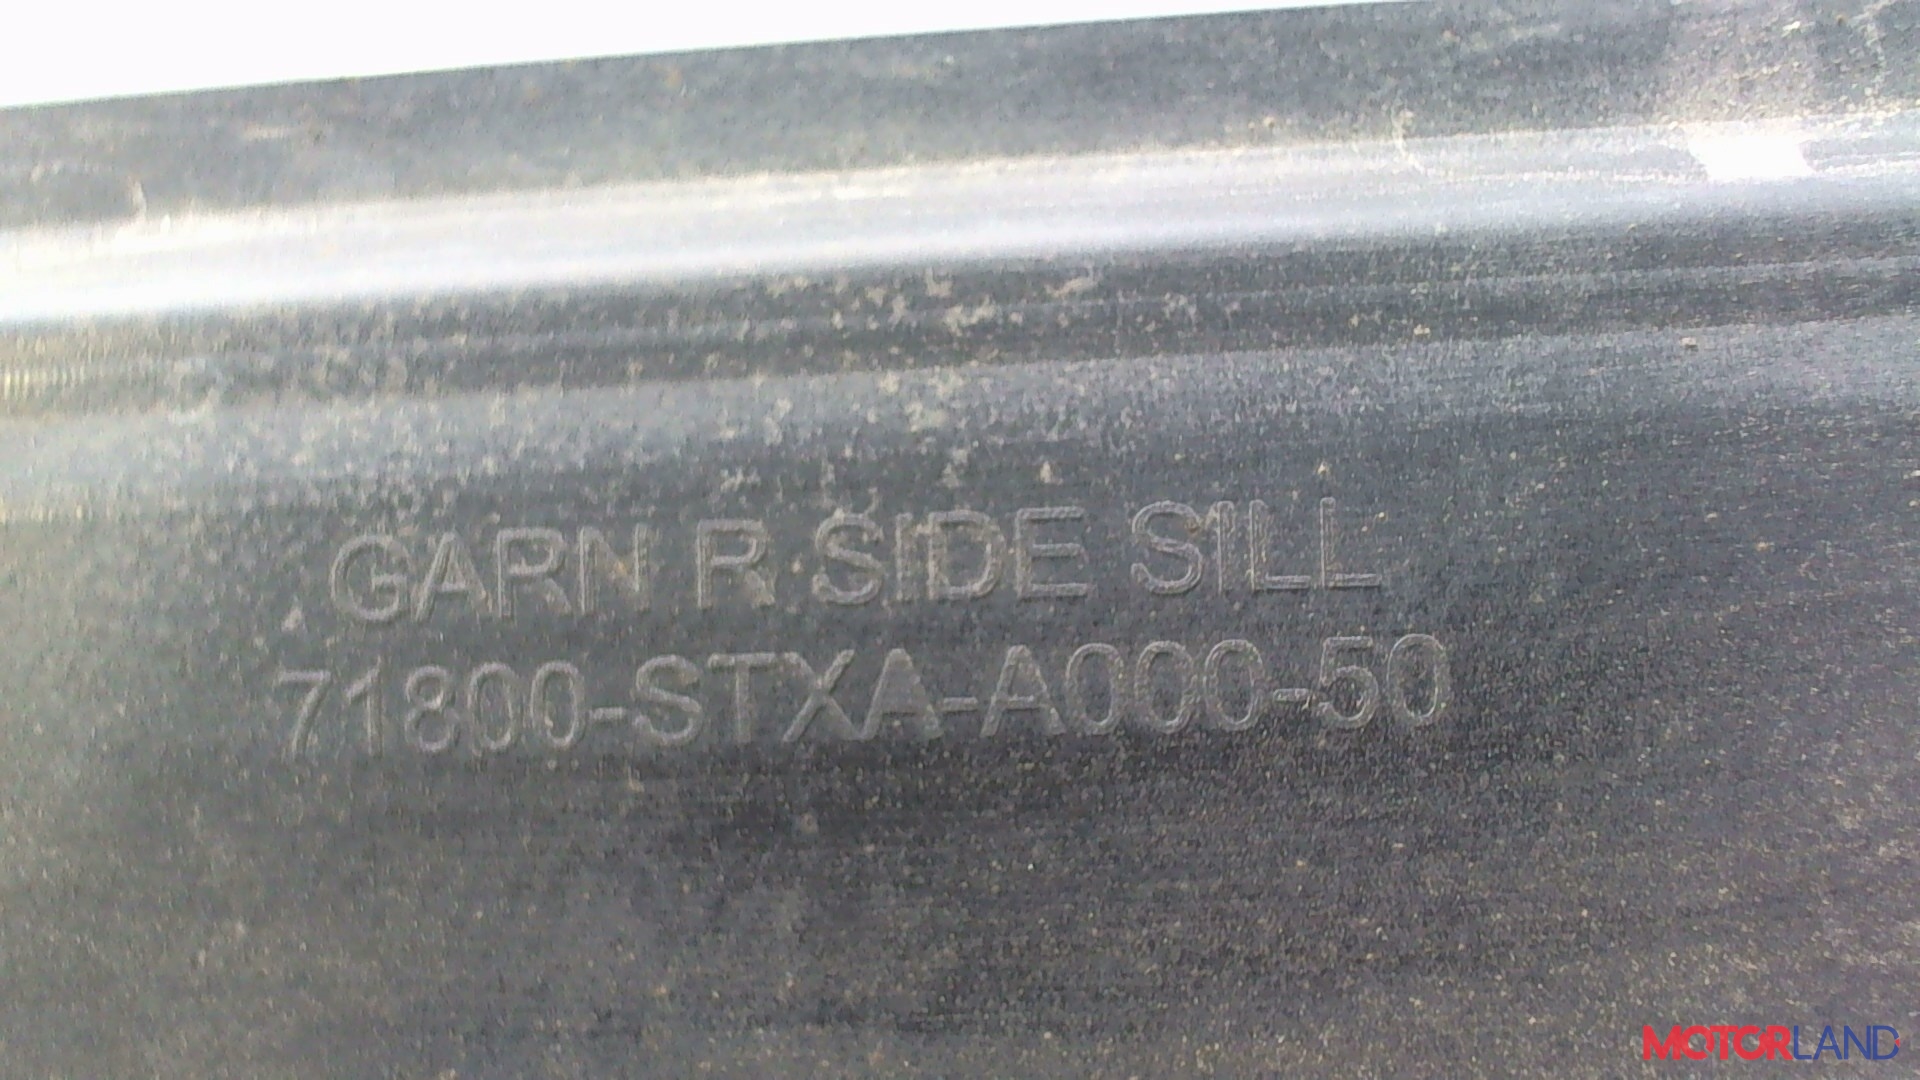 GARN R SIDE SILL
71800-STXA-A000-50
MOTORLAND